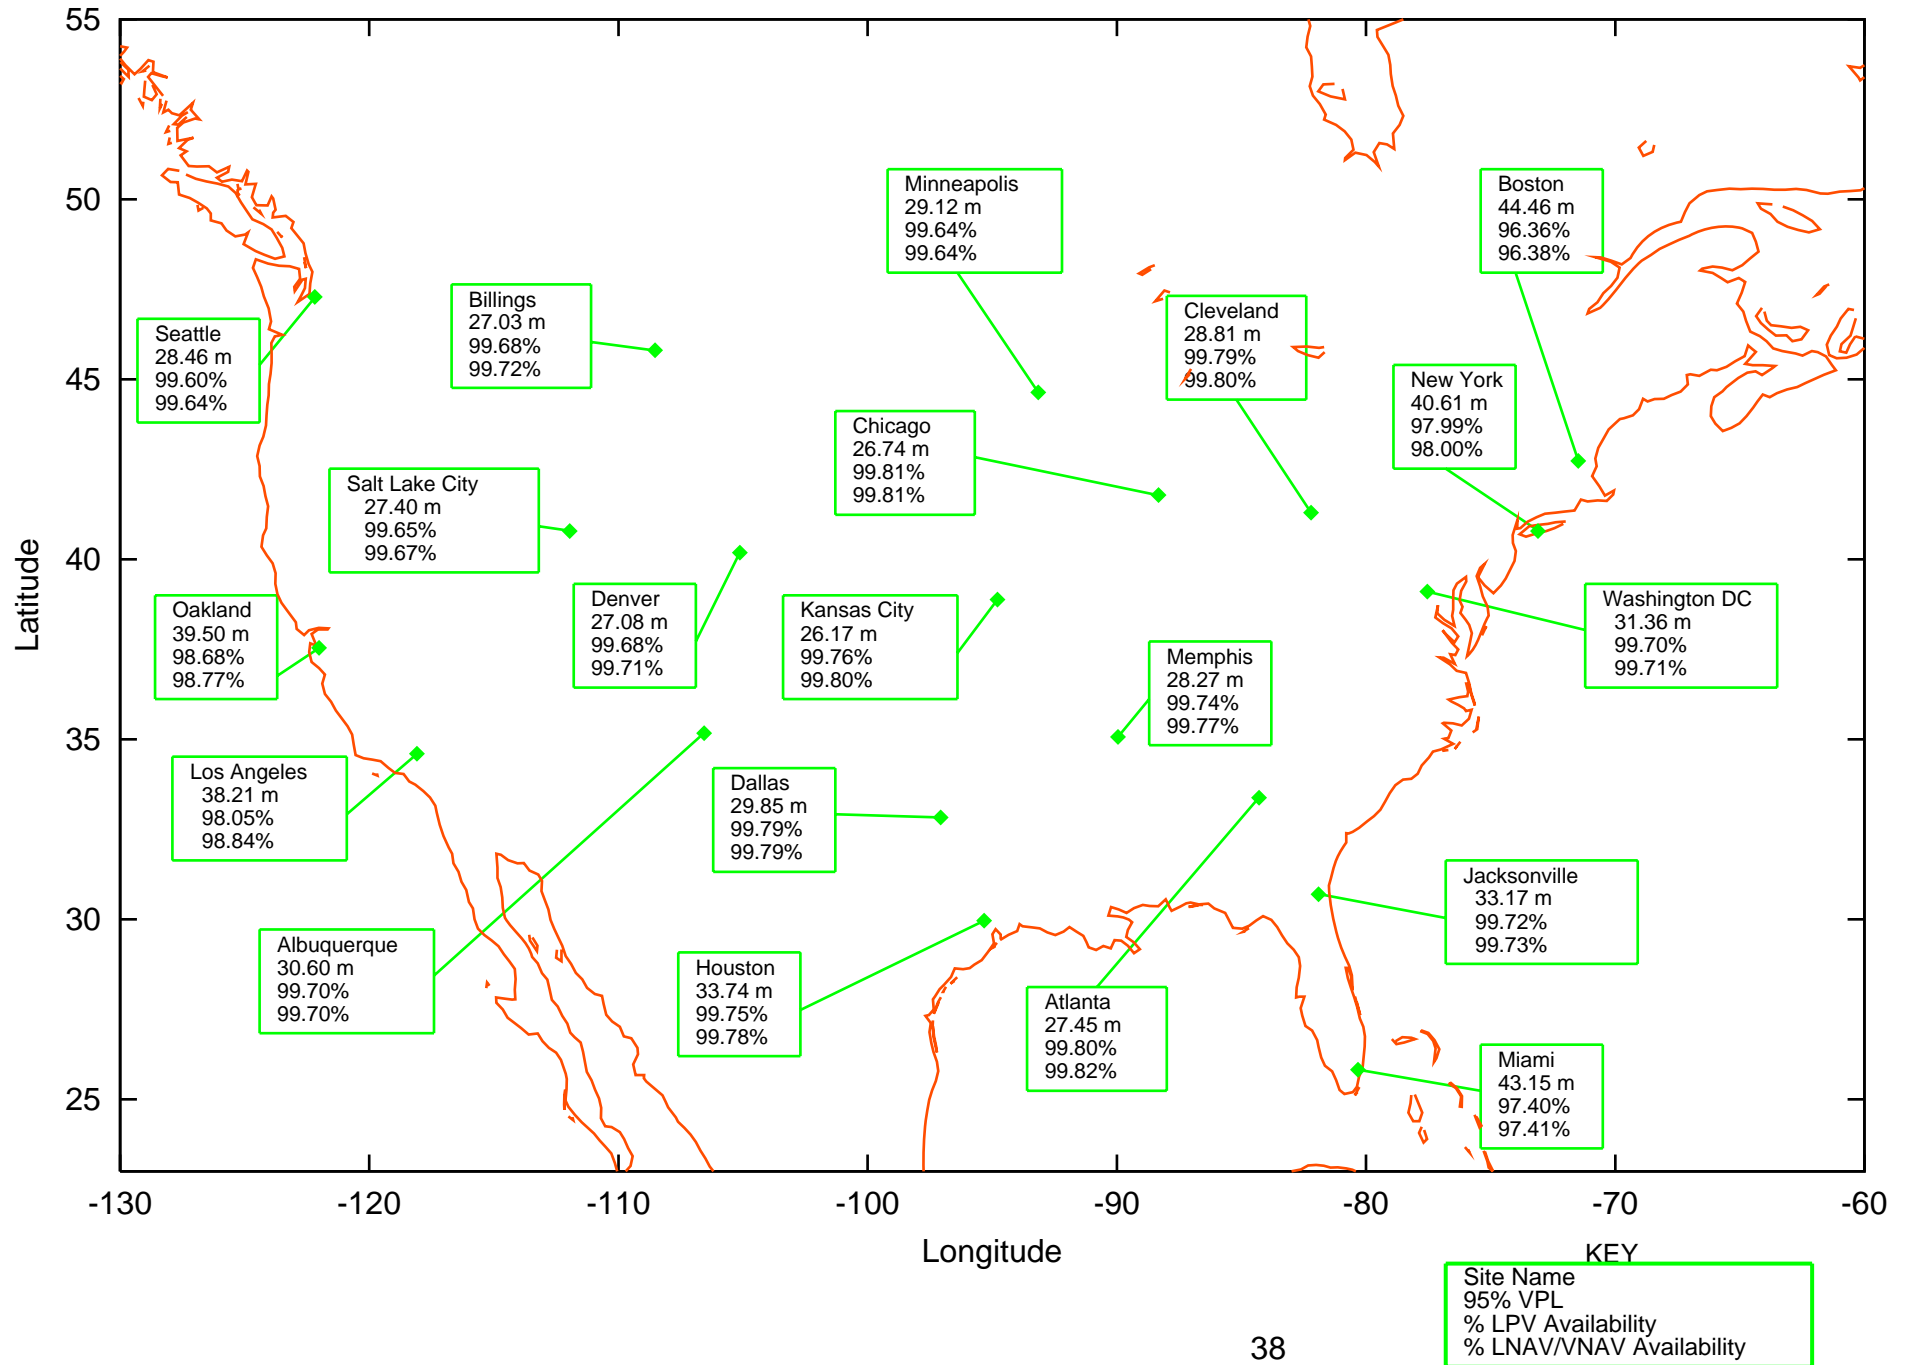 55
50
45
40
35
30
25
Latitude
Minneapolis
29.12 m
99.64%
99.64%
Boston
44.46 m
96.36%
96.38%
Billings
27.03 m
99.68%
99.72%
Cleveland
28.81 m
99.79%
99.80%
Seattle
28.46 m
99.60%
99.64%
New York
40.61 m
97.99%
98.00%
Chicago
26.74 m
99.81%
99.81%
Salt Lake City
27.40 m
99.65%
99.67%
Denver
27.08 m
99.68%
99.71%
Washington DC
31.36 m
99.70%
99.71%
Oakland
39.50 m
98.68%
98.77%
Kansas City
26.17 m
99.76%
99.80%
Memphis
28.27 m
99.74%
99.77%
Los Angeles
38.21 m
98.05%
98.84%
Dallas
29.85 m
99.79%
99.79%
Jacksonville
33.17 m
99.72%
99.73%
Albuquerque
30.60 m
99.70%
99.70%
Houston
33.74 m
99.75%
99.78%
Atlanta
27.45 m
99.80%
99.82%
Miami
43.15 m
97.40%
97.41%
-130 -120 -110 -100 -90 -80 -70 -60
Longitude
KEY
Site Name
95% VPL
% LPV Availability
% LNAV/VNAV Availability
38